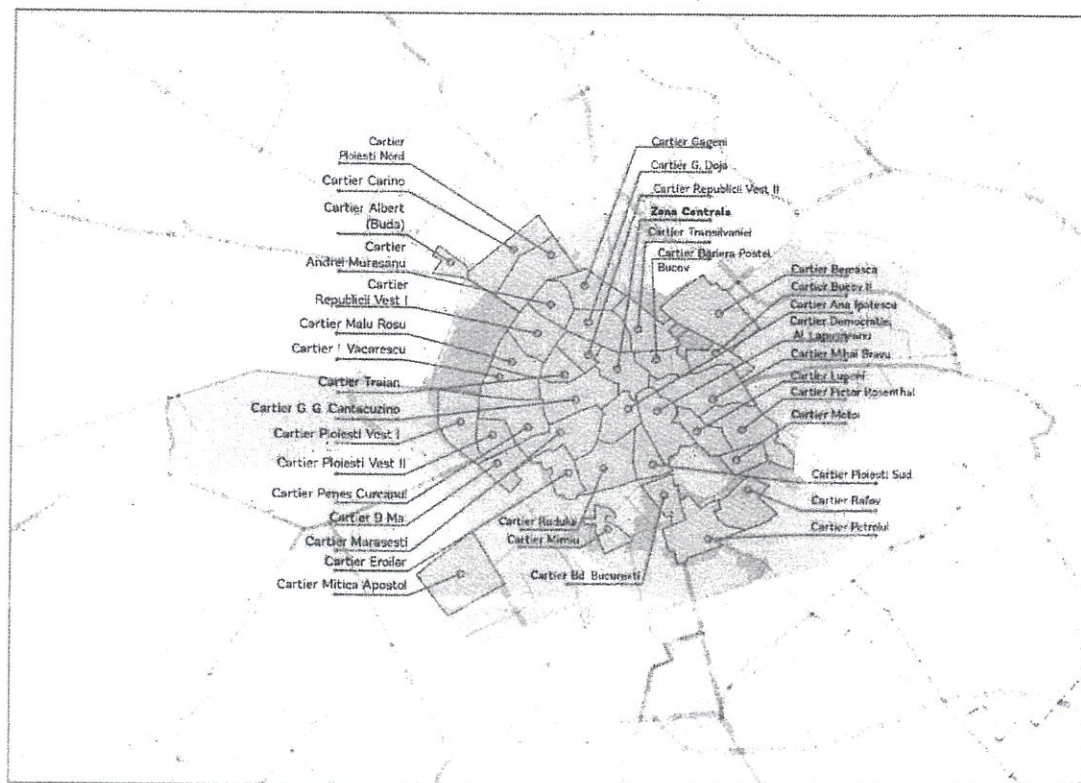 Cartier
Ploiesti Nord
Cartier Carino
Cartier Albert
(Buda)
Cartier
Andrei Muresanu
Cartier
Republicii Vest I
Cartier Malu Rosu
Cartier I Vacarescu
Cartier Traian
Cartier G. G. Cantacuzino
Cartier Ploiesti Vest I
Cartier Ploiesti Vest II
Cartier Penes Curcanul
Cartier 9 Mai
Cartier Marasesti
Cartier Eroilor
Cartier Mitica Apostol
Cartier Gageni
Cartier G. Doja
Cartier Republicii Vest II
Zona Centrala
Cartier Transilvaniei
Cartier Bariera Postei,
Bucov
Cartier Bereasca
Cartier Bucov II
Cartier Ana Ipatescu
Cartier Democratiei,
Al. Lapusneanu
Cartier Mihai Bravu
Cartier Lupeni
Cartier Pictor Rosenthal
Cartier Motoi
Cartier Ploiesti Sud
Cartier Rafov
Cartier Petrolul
Cartier Radului
Cartier Mimiu
Cartier Bd. Bucuresti